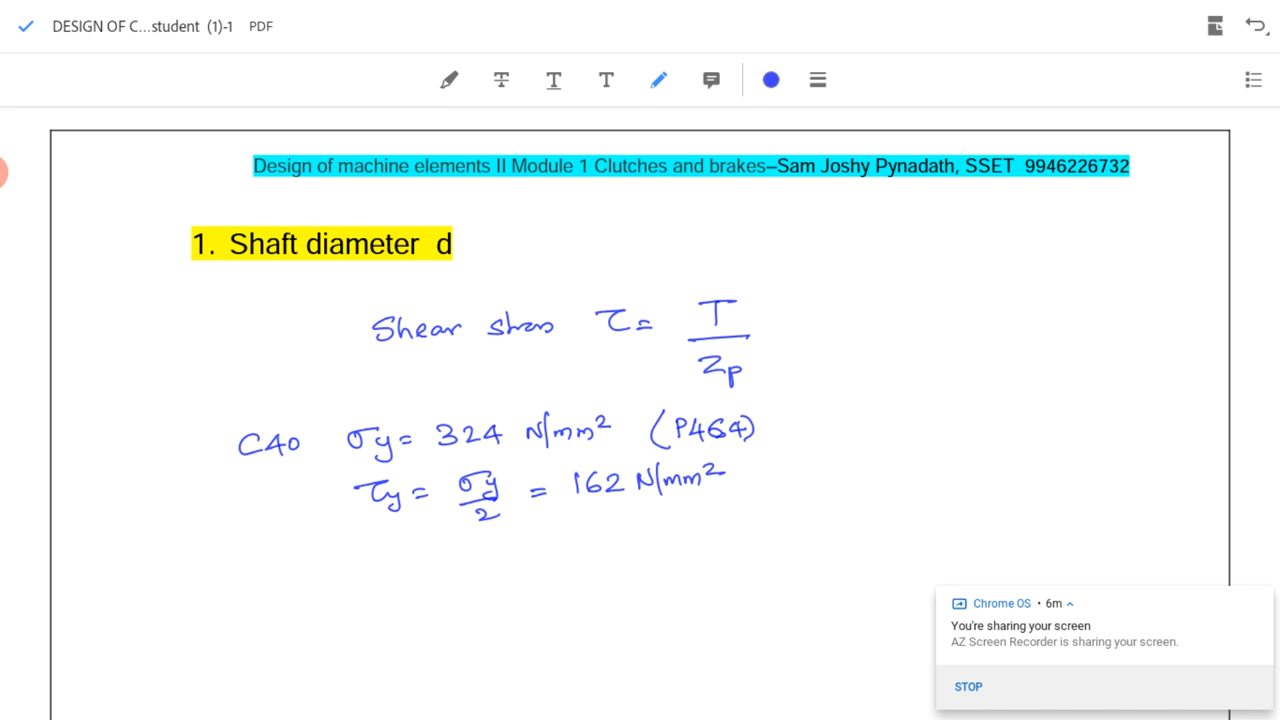 DESIGN OF C...student (1)-1 PDF
Design of machine elements II Module 1 Clutches and brakes–Sam Joshy Pynadath, SSET 9946226732
1. Shaft diameter d
Shear stress τ = T / Zp
C40 σy = 324 N/mm² (P464)
τy = σy / 2 = 162 N/mm²
Chrome OS • 6m
You're sharing your screen
AZ Screen Recorder is sharing your screen.
STOP